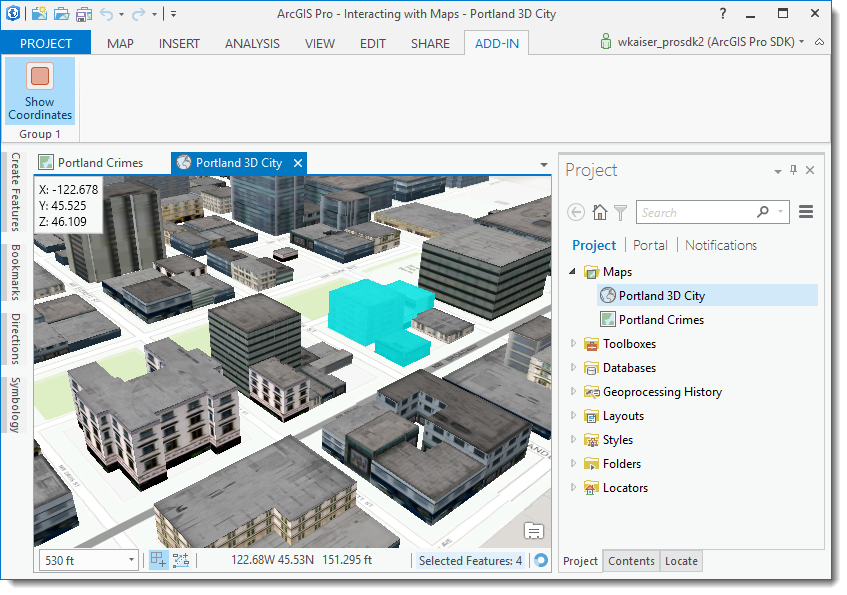 ArcGIS Pro - Interacting with Maps - Portland 3D City
PROJECT MAP INSERT ANALYSIS VIEW EDIT SHARE ADD-IN wkaiser_prosdk2 (ArcGIS Pro SDK)
Show
Coordinates
Group 1
Create Features
Bookmarks
Directions
Symbology
Portland Crimes Portland 3D City
X: -122.678
Y: 45.525
Z: 46.109
530 ft 122.68W 45.53N 151.295 ft Selected Features: 4
Project
Search
Project Portal Notifications
Maps
Portland 3D City
Portland Crimes
Toolboxes
Databases
Geoprocessing History
Layouts
Styles
Folders
Locators
Project Contents Locate